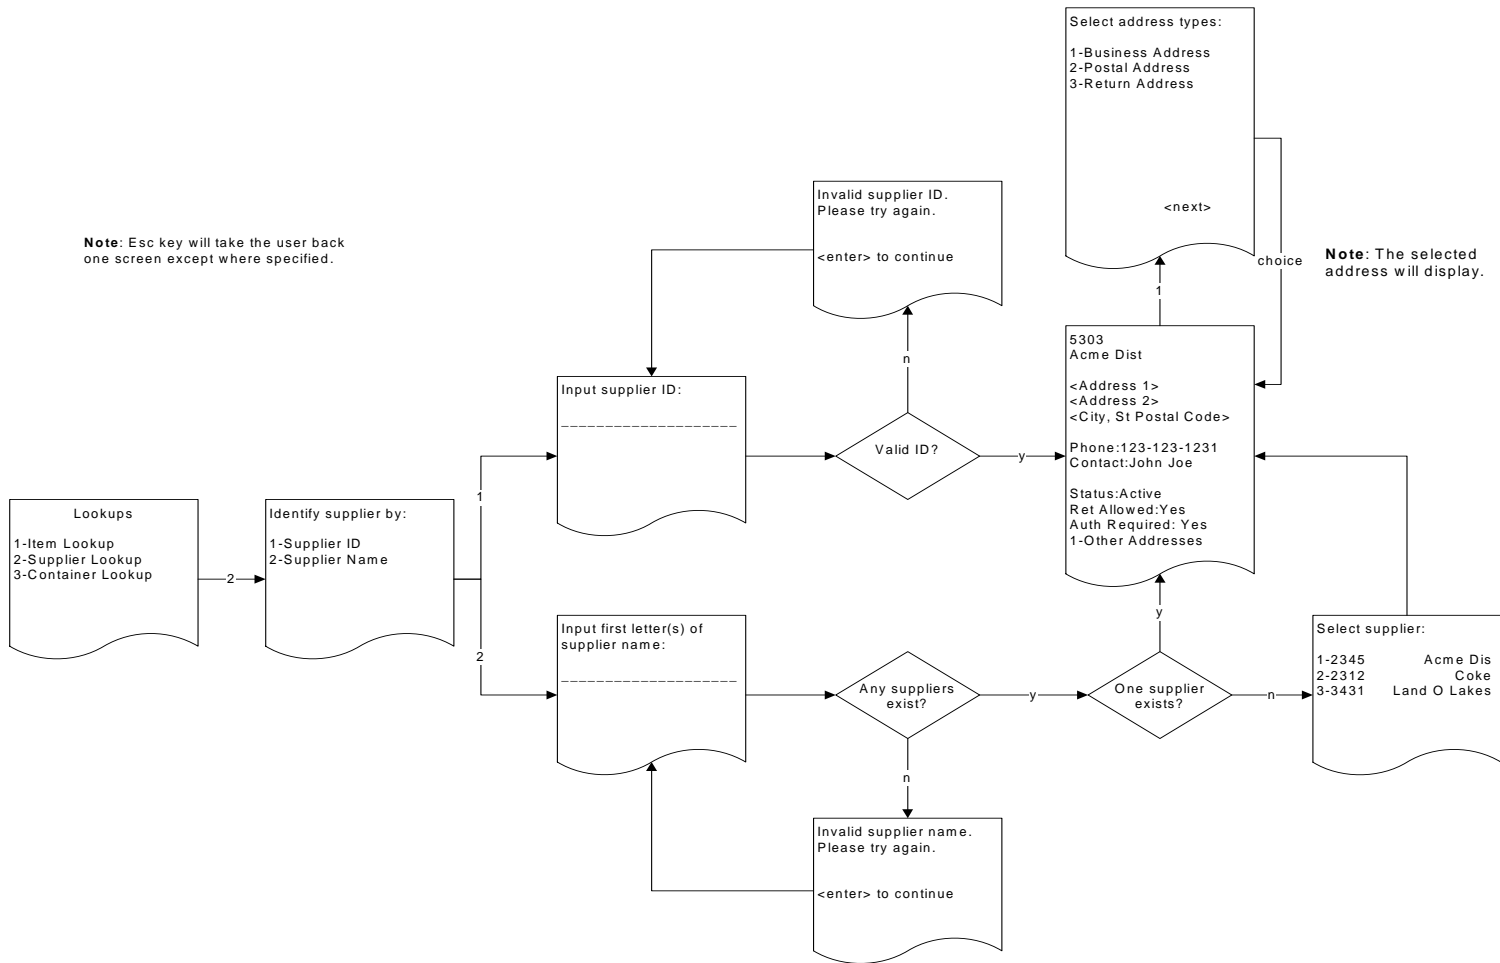 Select address types:
1-Business Address
2-Postal Address
3-Return Address
<next>
choice
Note: The selected
address will display.
Note: Esc key will take the user back
one screen except where specified.
Invalid supplier ID.
Please try again.
<enter> to continue
n
1
Input supplier ID:
____________________
Valid ID?
y
5303
Acme Dist
<Address 1>
<Address 2>
<City, St Postal Code>
Phone:123-123-1231
Contact:John Joe
Status:Active
Ret Allowed:Yes
Auth Required: Yes
1-Other Addresses
Lookups
1-Item Lookup
2-Supplier Lookup
3-Container Lookup
2
Identify supplier by:
1-Supplier ID
2-Supplier Name
1
2
Input first letter(s) of
supplier name:
____________________
Any suppliers
exist?
y
One supplier
exists?
y
n
Select supplier:
1-2345 Acme Dis
2-2312 Coke
3-3431 Land O Lakes
n
Invalid supplier name.
Please try again.
<enter> to continue